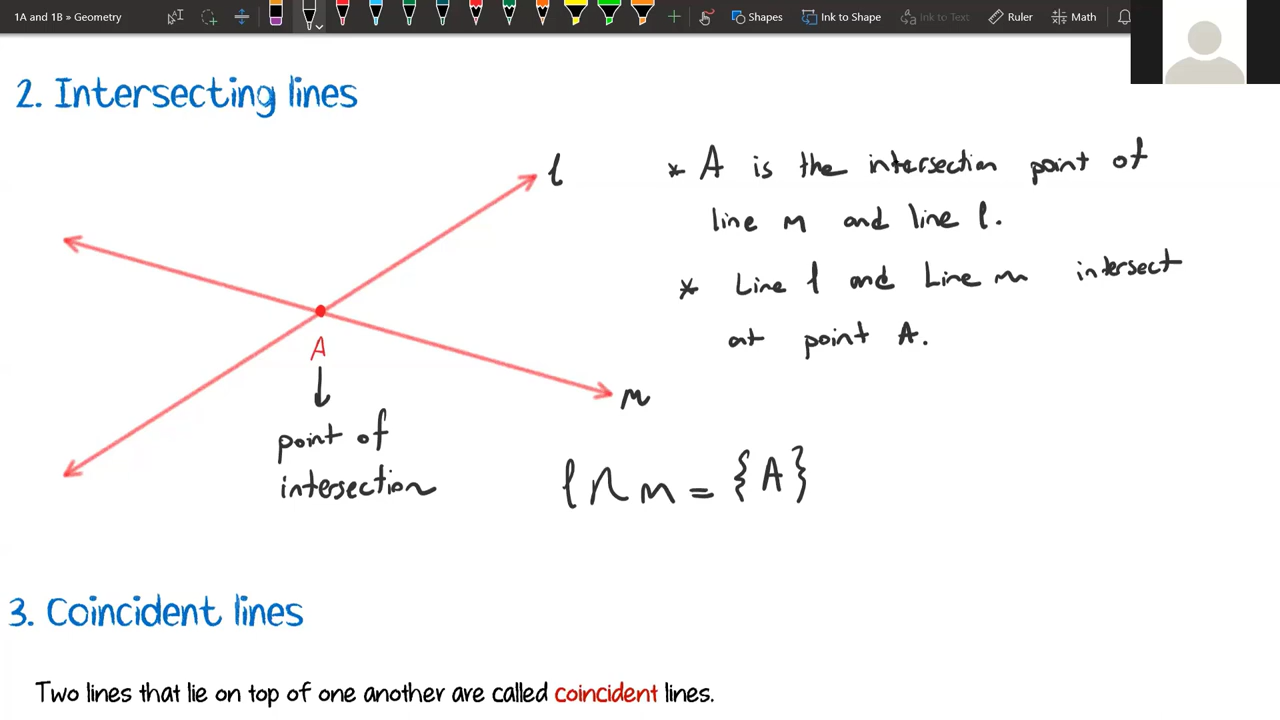 1A and 1B » Geometry
Shapes
Ink to Shape
Ink to Text
Ruler
Math
2. Intersecting lines
l
* A is the intersection point of
line m and line l.
* Line l and Line m intersect
at point A.
A
m
point of
intersection
l ∩ m = {A}
3. Coincident lines
Two lines that lie on top of one another are called coincident lines.